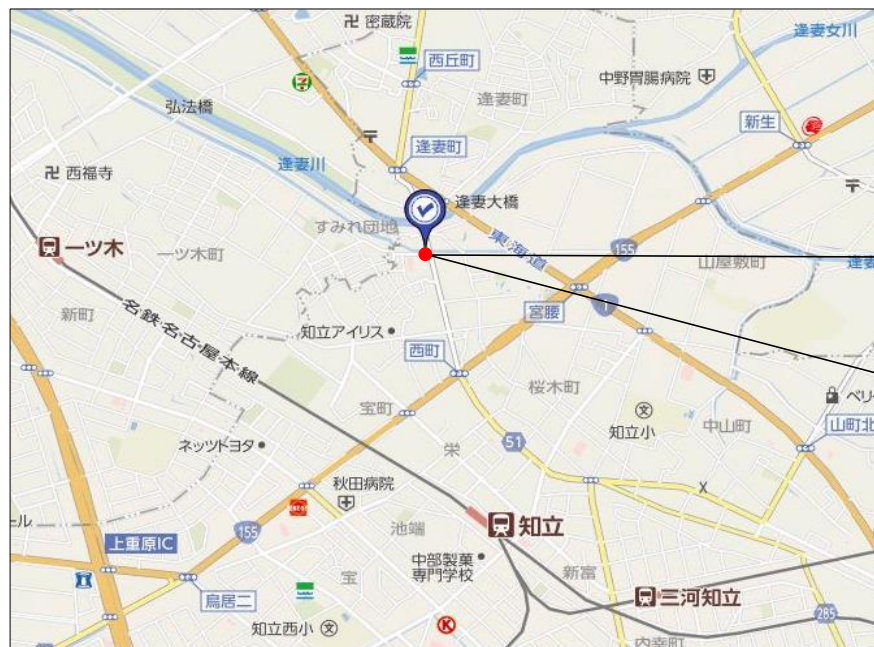 密蔵院
逢妻女川
西丘町
中野胃腸病院
逢妻町
弘法橋
新生
逢妻町
西福寺
逢妻川
逢妻大橋
すみれ団地
東海道
155
一ツ木
一ツ木町
山屋敷町
逢妻
宮腰
1
新町
名鉄名古屋本線
知立アイリス
西町
桜木町
宝町
ベリー
知立小
中山町
山町北
51
ネッツトヨタ
栄
秋田病院
155
池端
知立
上重原IC
中部製菓
専門学校
新富
宝
三河知立
鳥居二
285
知立西小
K
内幸町